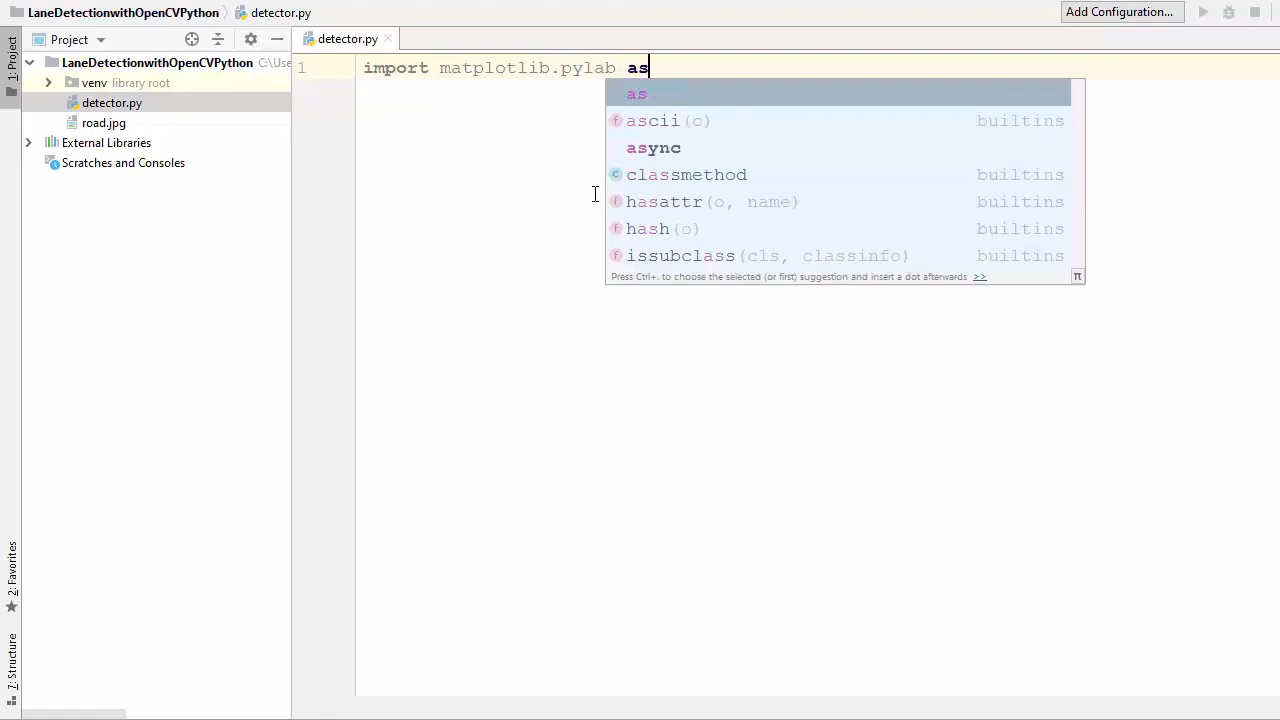 LaneDetectionwithOpenCVPython detector.py Add Configuration...
1: Project
Project
detector.py
LaneDetectionwithOpenCVPython C:\Use
venv library root
detector.py
road.jpg
External Libraries
Scratches and Consoles
1 import matplotlib.pylab as
as
f ascii(o) builtins
async
c classmethod builtins
f hasattr(o, name) builtins
f hash(o) builtins
f issubclass(cls, classinfo) builtins
Press Ctrl+. to choose the selected (or first) suggestion and insert a dot afterwards >> π
2: Favorites
7: Structure